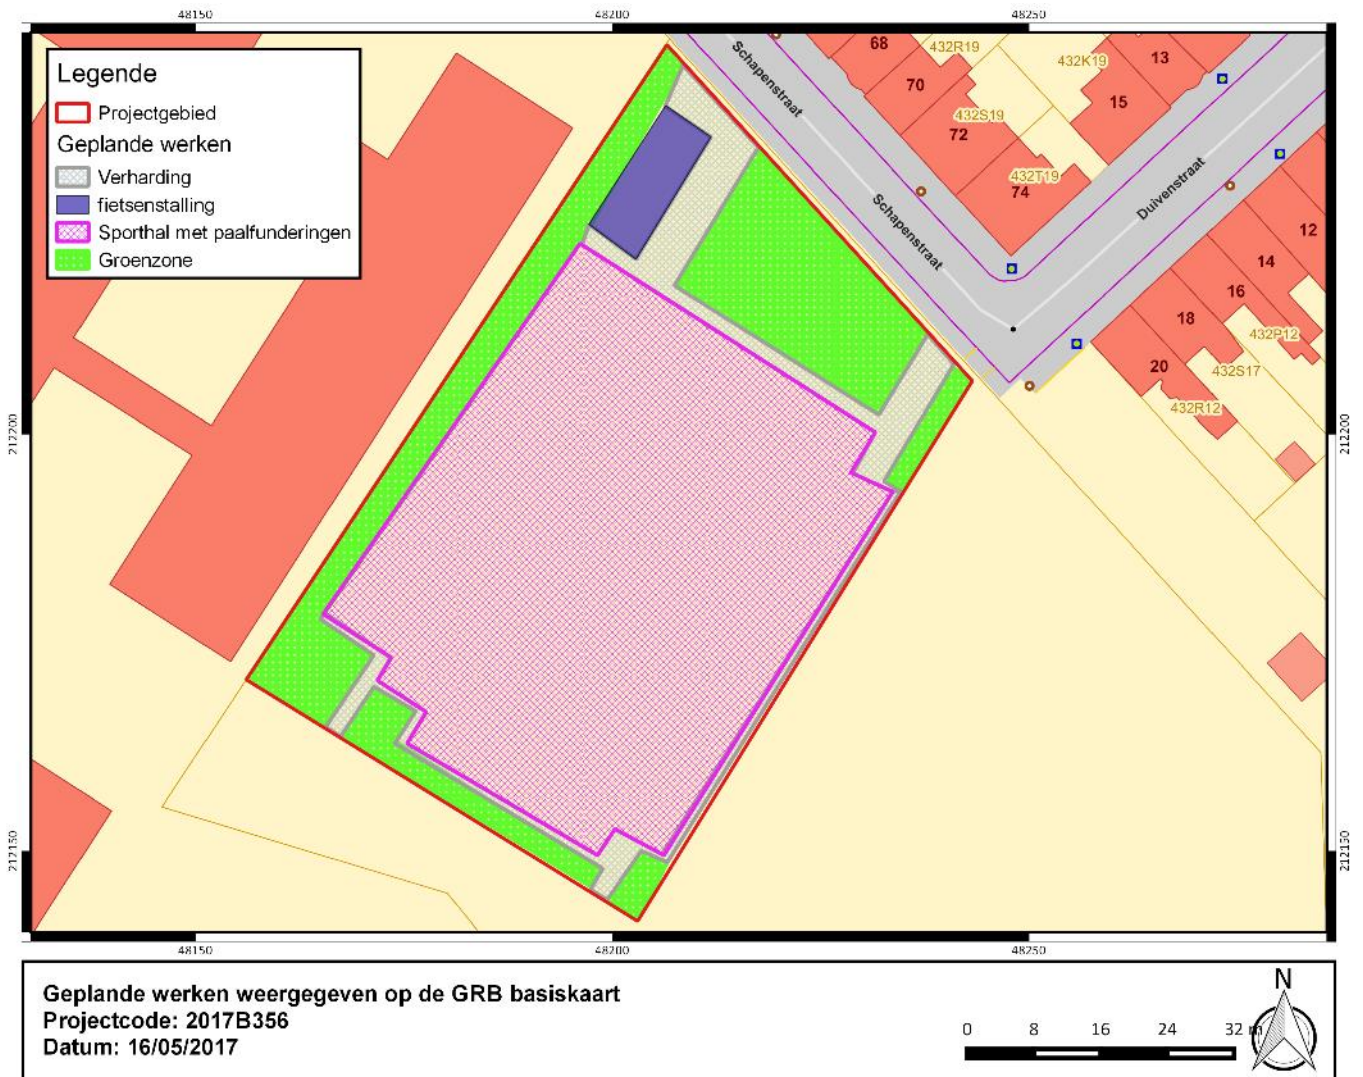 48150
48200
48250
Legende
Projectgebied
Geplande werken
Verharding
fietsenstalling
Sporthal met paalfunderingen
Groenzone
Schapenstraat
Schapenstraat
Duivenstraat
68
70
72
74
432R19
432S19
432T19
432K19
13
15
12
14
16
18
20
432P12
432S17
432R12
212200
212200
212150
212150
48150
48200
48250
Geplande werken weergegeven op de GRB basiskaart
Projectcode: 2017B356
Datum: 16/05/2017
0 8 16 24 32 m
N